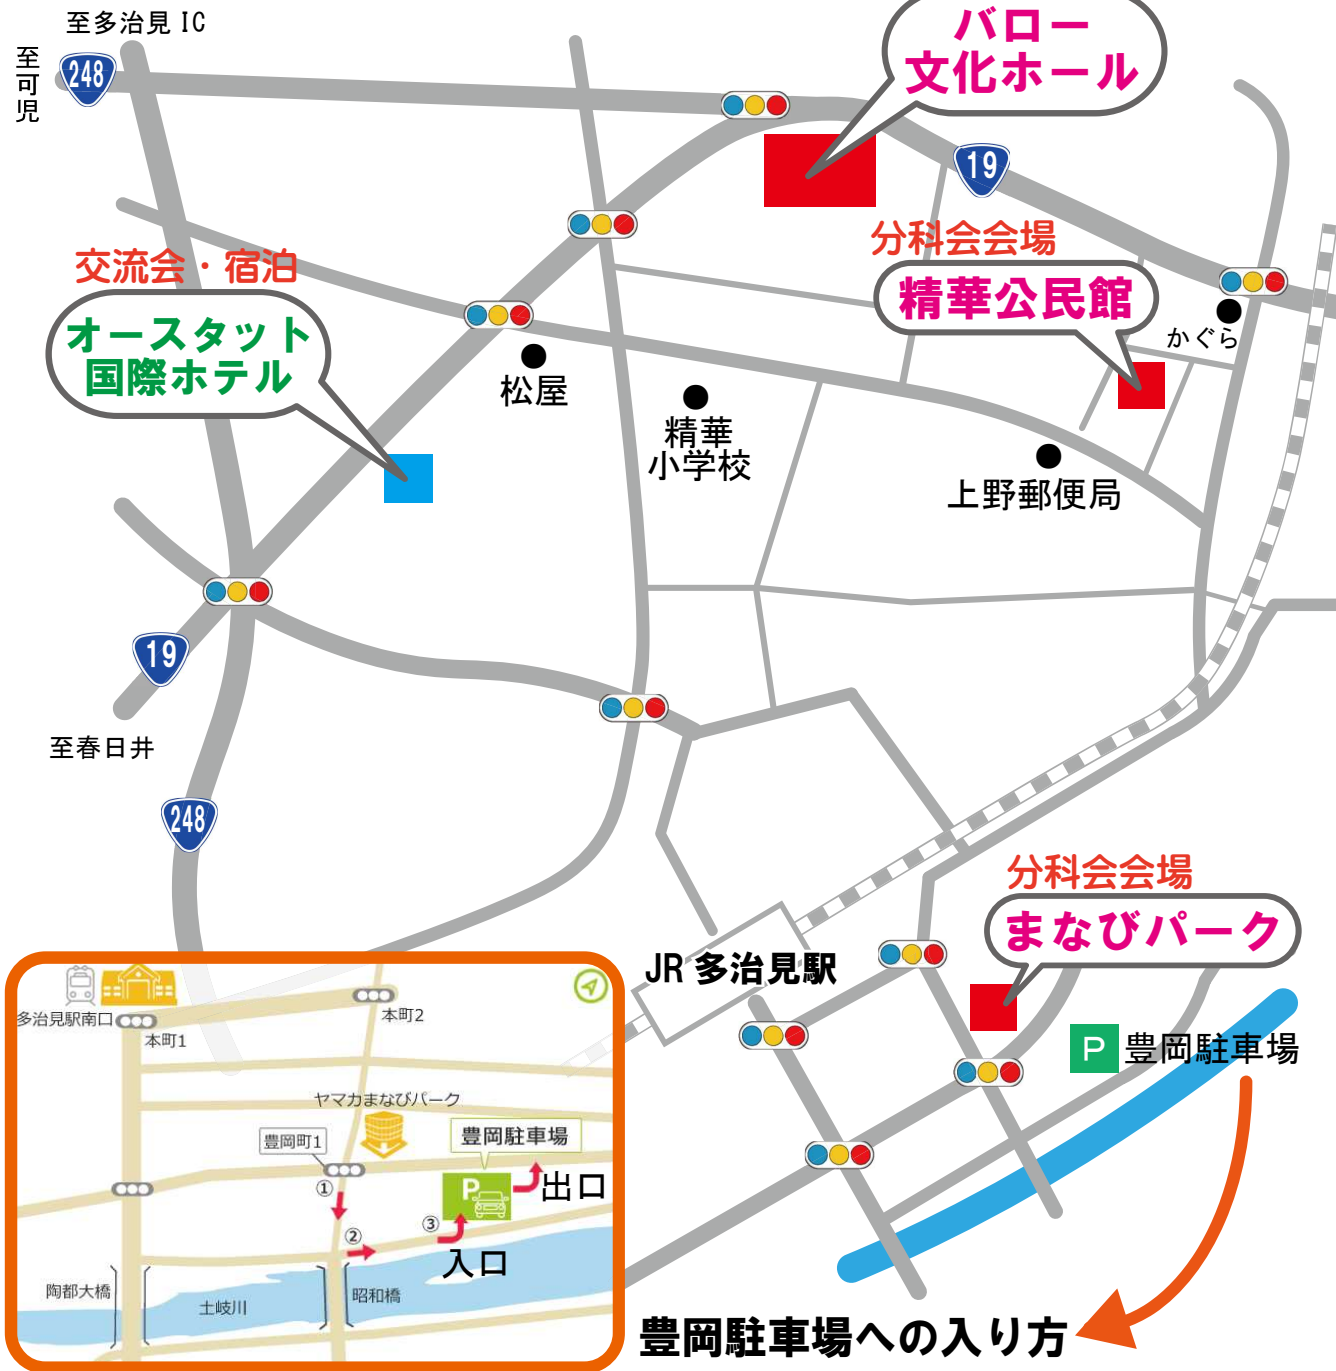 至多治見 IC
至可児
248
バロー
文化ホール
19
分科会会場
精華公民館
かぐら
交流会・宿泊
オースタット
国際ホテル
松屋
精華
小学校
上野郵便局
19
至春日井
248
分科会会場
まなびパーク
JR 多治見駅
P 豊岡駐車場
多治見駅南口
本町1
本町2
ヤマカまなびパーク
豊岡町1
豊岡駐車場
P
①
出口
②
③
入口
陶都大橋
土岐川
昭和橋
豊岡駐車場への入り方